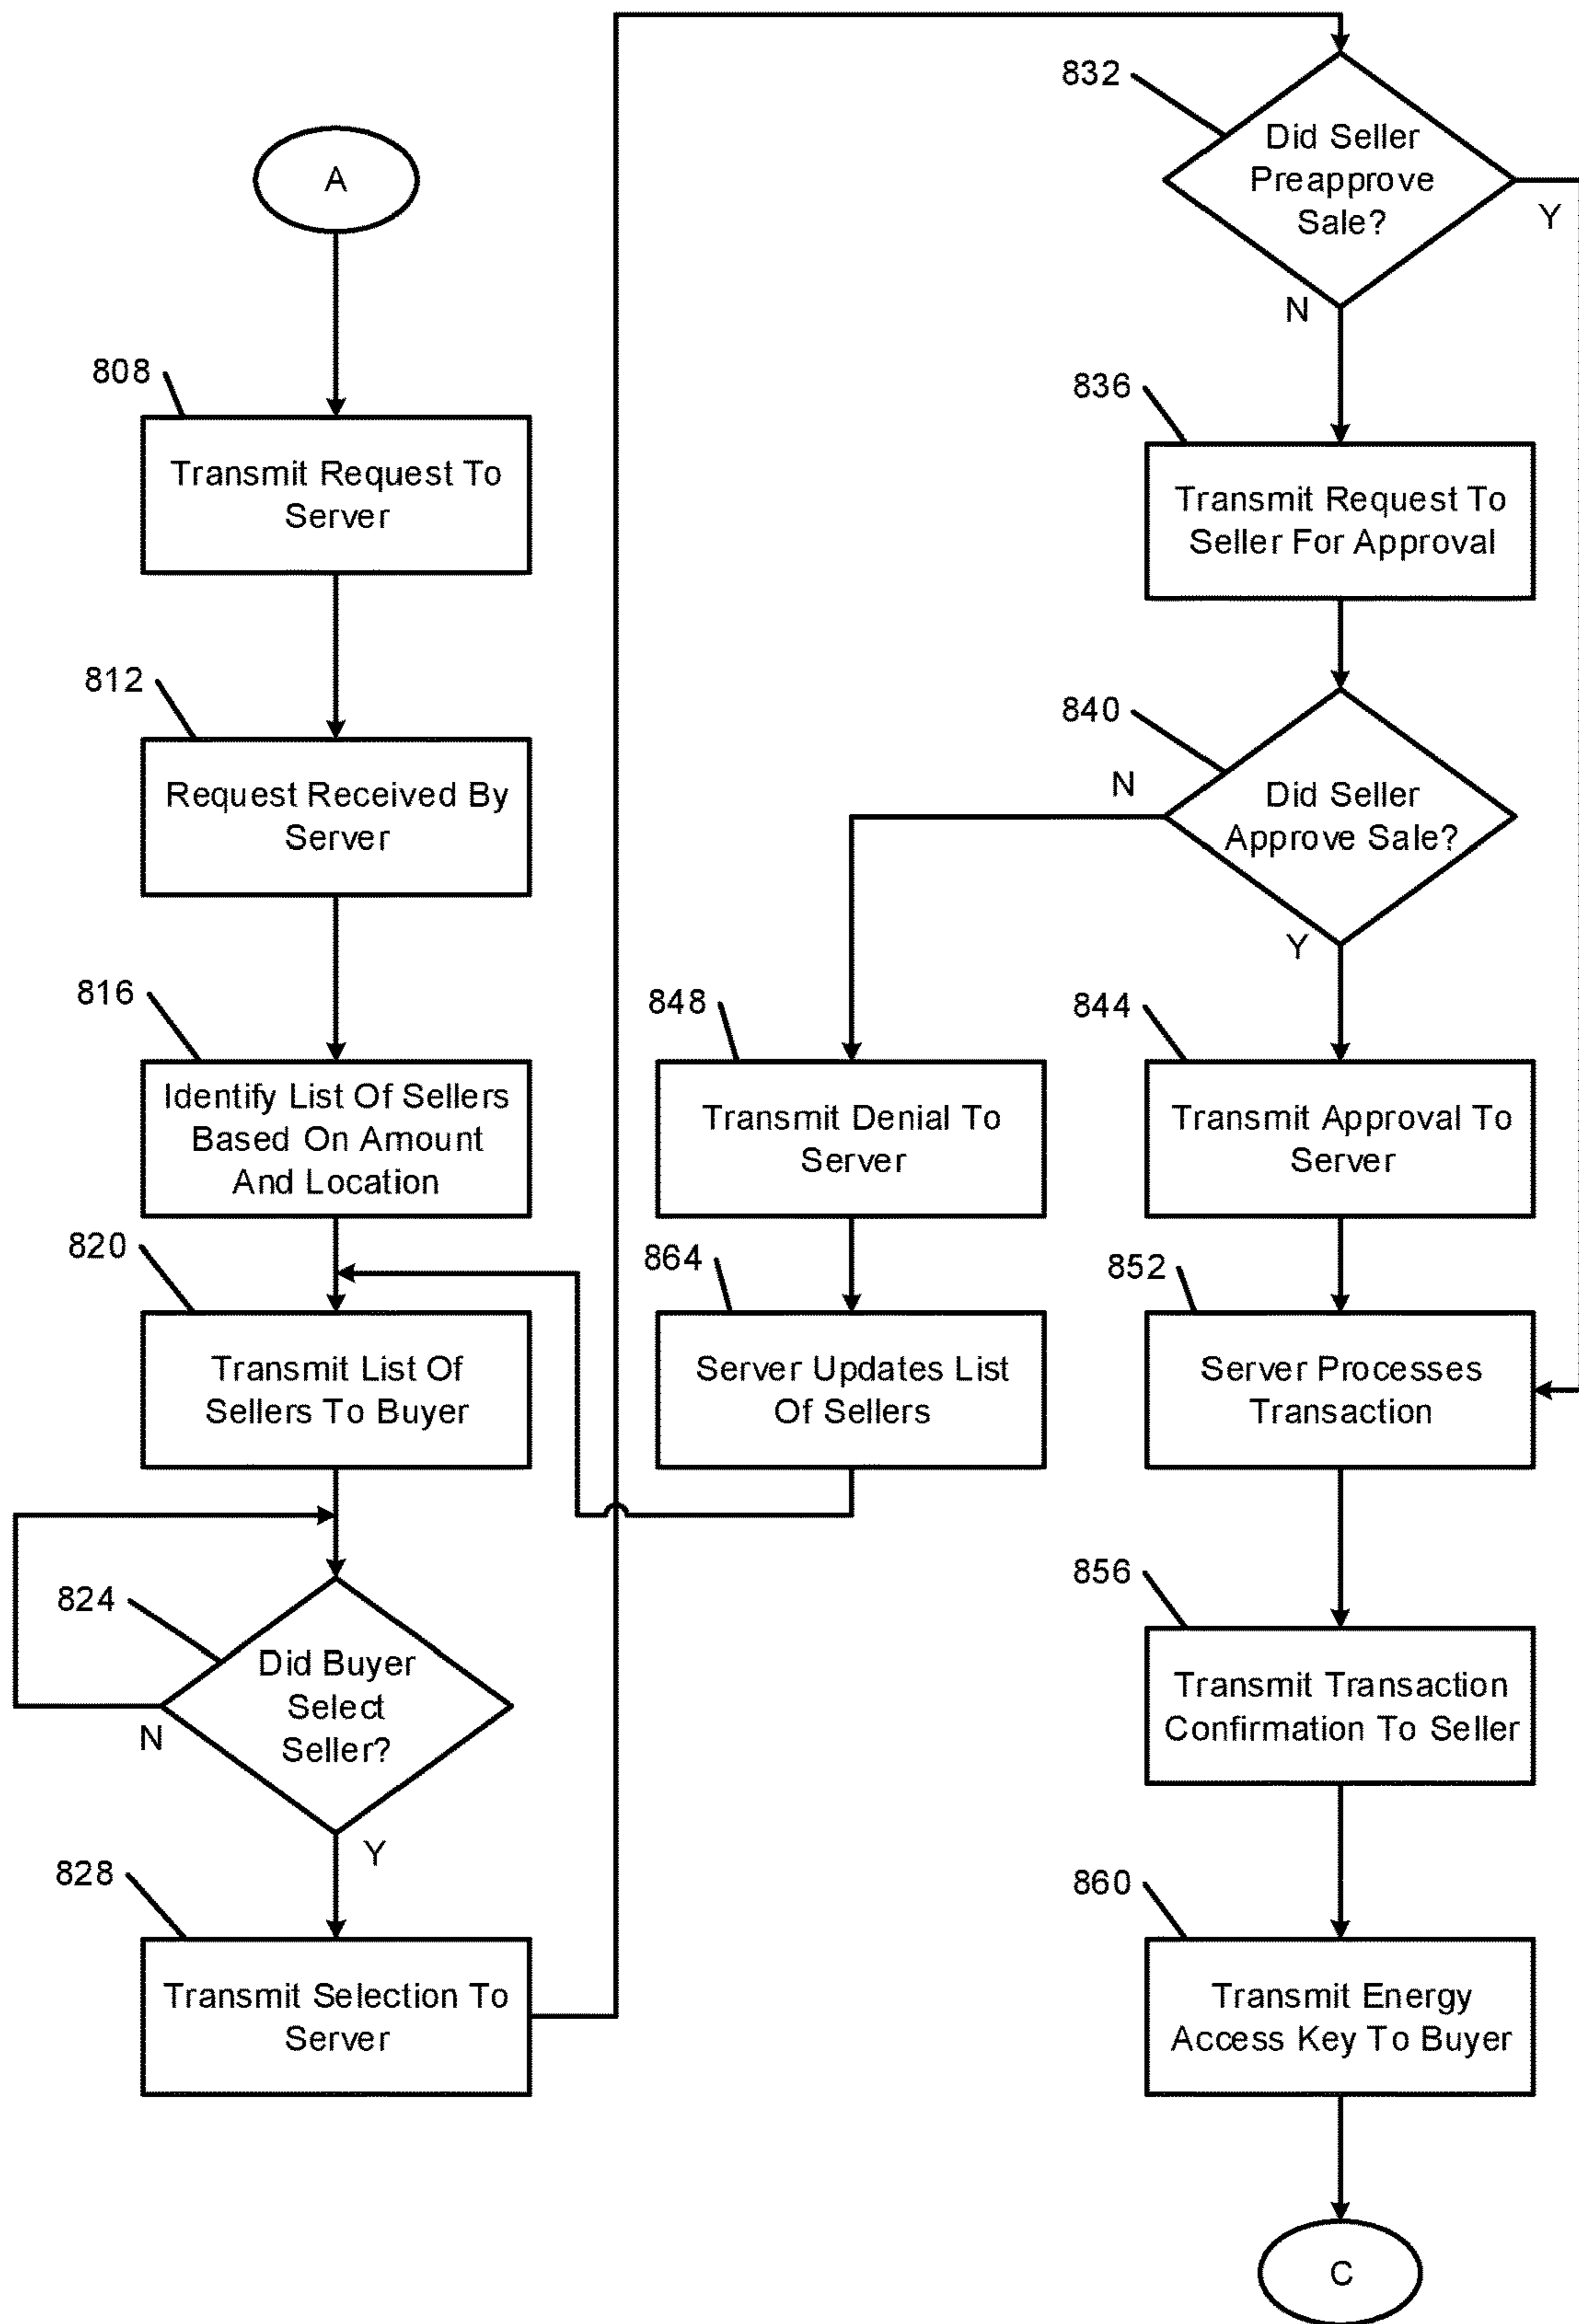 A
808
Transmit Request To
Server
812
Request Received By
Server
816
Identify List Of Sellers
Based On Amount
And Location
820
Transmit List Of
Sellers To Buyer
824
Did Buyer
Select
Seller?
N
Y
828
Transmit Selection To
Server
832
Did Seller
Preapprove
Sale?
Y
N
836
Transmit Request To
Seller For Approval
840
N
Did Seller
Approve Sale?
Y
848
Transmit Denial To
Server
864
Server Updates List
Of Sellers
844
Transmit Approval To
Server
852
Server Processes
Transaction
856
Transmit Transaction
Confirmation To Seller
860
Transmit Energy
Access Key To Buyer
C